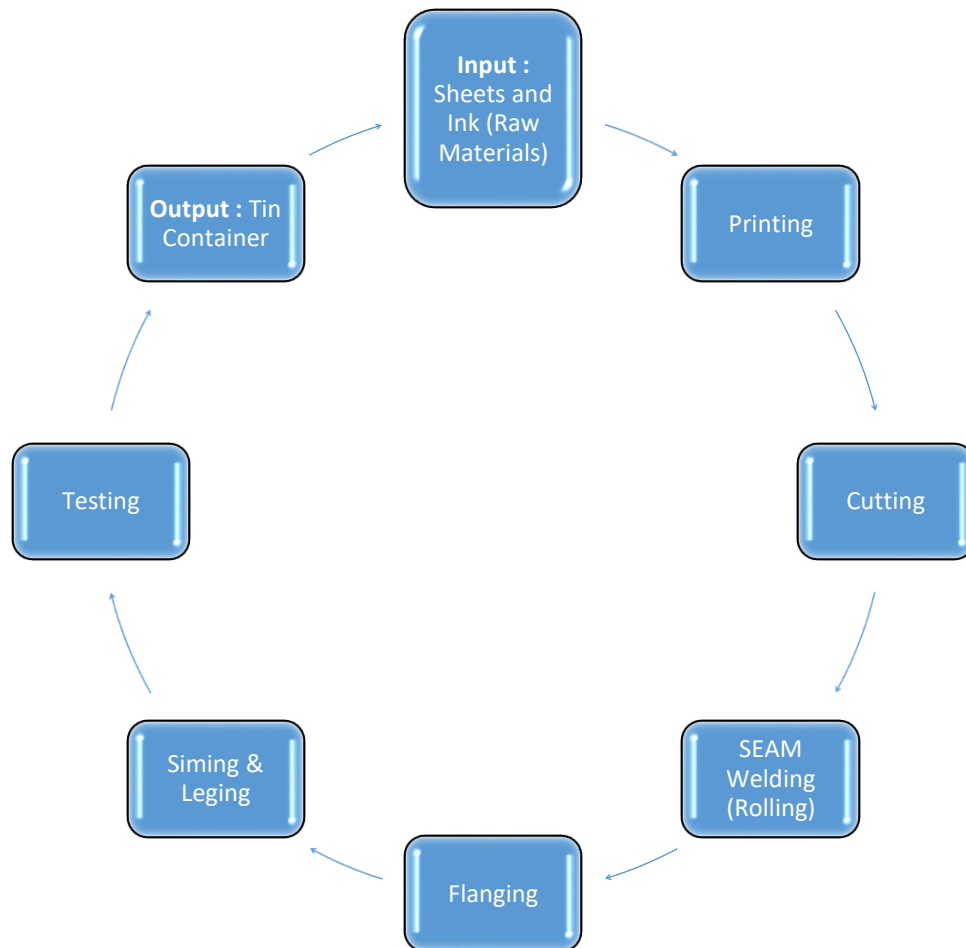 Input :
Sheets and
Ink (Raw
Materials)
Printing
Cutting
SEAM
Welding
(Rolling)
Flanging
Siming &
Leging
Testing
Output : Tin
Container